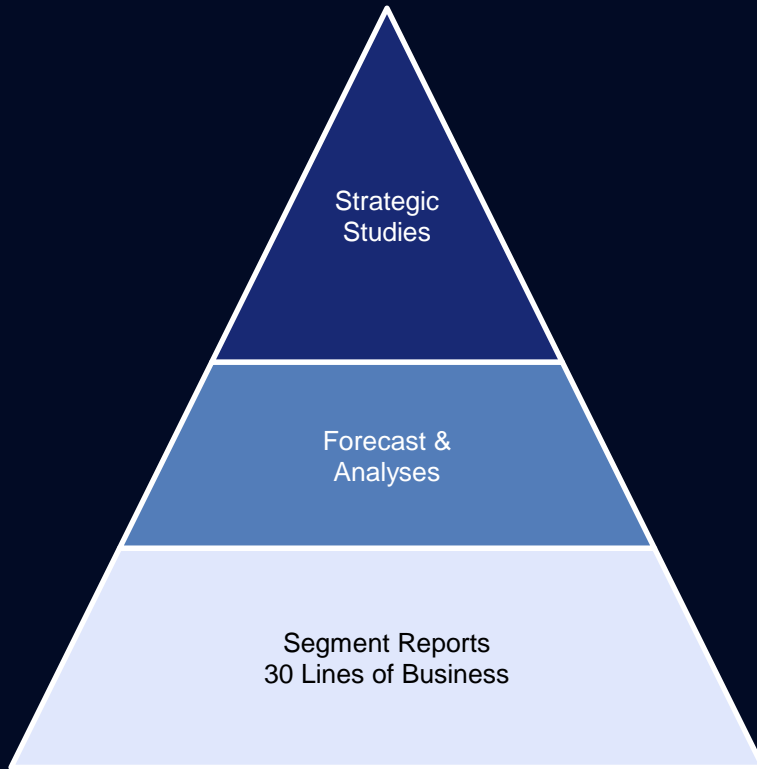 Strategic
Studies
Forecast &
Analyses
Segment Reports
30 Lines of Business